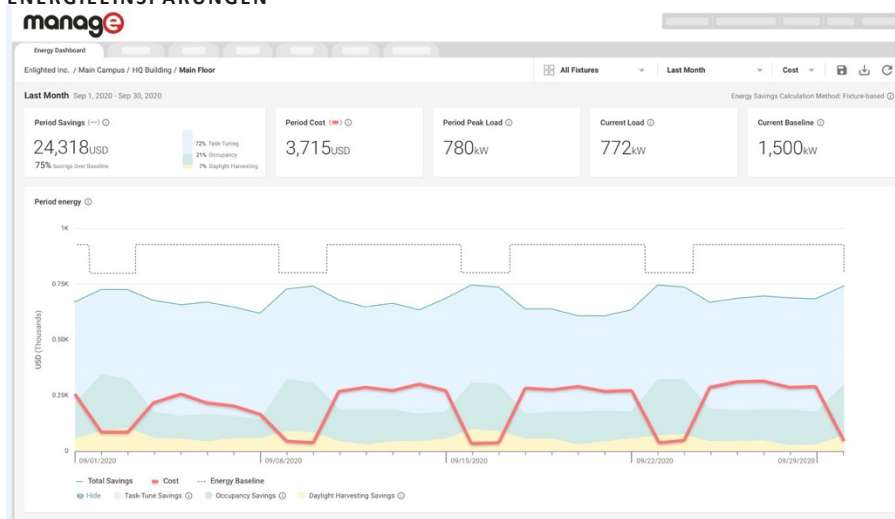 ENERGIEEINSPARUNGEN
manage
Energy Dashboard
Enlighted Inc. / Main Campus / HQ Building / Main Floor
All Fixtures
Last Month
Cost
Last Month Sep 1, 2020 - Sep 30, 2020
Energy Savings Calculation Method: Fixture-based
Period Savings
24,318USD
75% Savings Over Baseline
72% Task-Tuning
21% Occupancy
7% Daylight Harvesting
Period Cost
3,715USD
Period Peak Load
780kW
Current Load
772kW
Current Baseline
1,500kW
Period energy
USD (Thousands)
1K
0.75K
0.50K
0.25K
0
09/01/2020
09/08/2020
09/15/2020
09/22/2020
09/29/2020
Total Savings
Cost
Energy Baseline
Hide
Task-Tune Savings
Occupancy Savings
Daylight Harvesting Savings